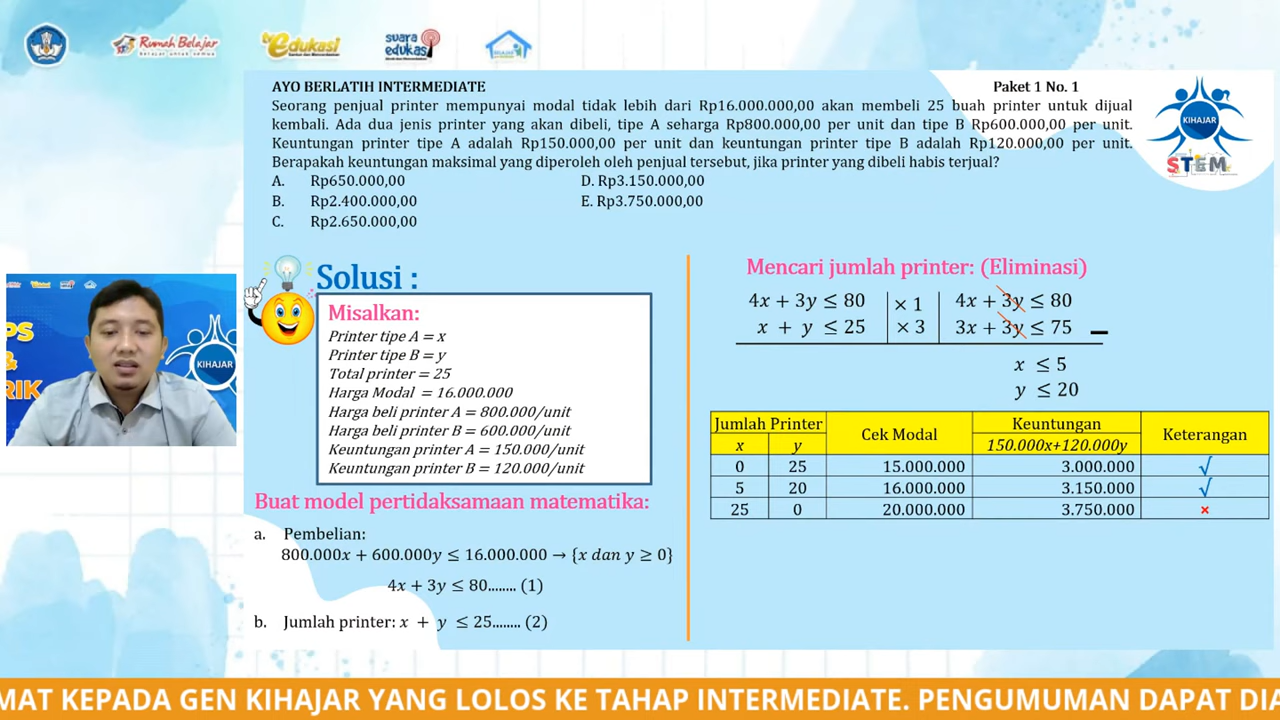 Rumah Belajar
Belajar untuk semua
tv edukasi
suara
edukasi
AYO BERLATIH INTERMEDIATE Paket 1 No. 1
Seorang penjual printer mempunyai modal tidak lebih dari Rp16.000.000,00 akan membeli 25 buah printer untuk dijual
kembali. Ada dua jenis printer yang akan dibeli, tipe A seharga Rp800.000,00 per unit dan tipe B Rp600.000,00 per unit.
Keuntungan printer tipe A adalah Rp150.000,00 per unit dan keuntungan printer tipe B adalah Rp120.000,00 per unit.
Berapakah keuntungan maksimal yang diperoleh oleh penjual tersebut, jika printer yang dibeli habis terjual?
A. Rp650.000,00 D. Rp3.150.000,00
B. Rp2.400.000,00 E. Rp3.750.000,00
C. Rp2.650.000,00
KIHAJAR
STEM
Solusi :
Misalkan:
Printer tipe A = x
Printer tipe B = y
Total printer = 25
Harga Modal = 16.000.000
Harga beli printer A = 800.000/unit
Harga beli printer B = 600.000/unit
Keuntungan printer A = 150.000/unit
Keuntungan printer B = 120.000/unit
Buat model pertidaksamaan matematika:
a. Pembelian:
800.000x + 600.000y ≤ 16.000.000 → {x dan y ≥ 0}
4x + 3y ≤ 80........ (1)
b. Jumlah printer: x + y ≤ 25........ (2)
Mencari jumlah printer: (Eliminasi)
4x + 3y ≤ 80 × 1 4x + 3y ≤ 80
x + y ≤ 25 × 3 3x + 3y ≤ 75 −
x ≤ 5
y ≤ 20
Jumlah Printer Cek Modal Keuntungan Keterangan
x y 150.000x+120.000y
0 25 15.000.000 3.000.000 √
5 20 16.000.000 3.150.000 √
25 0 20.000.000 3.750.000 ×
OPS
&
RIK
KIHAJAR
MAT KEPADA GEN KIHAJAR YANG LOLOS KE TAHAP INTERMEDIATE. PENGUMUMAN DAPAT DIA